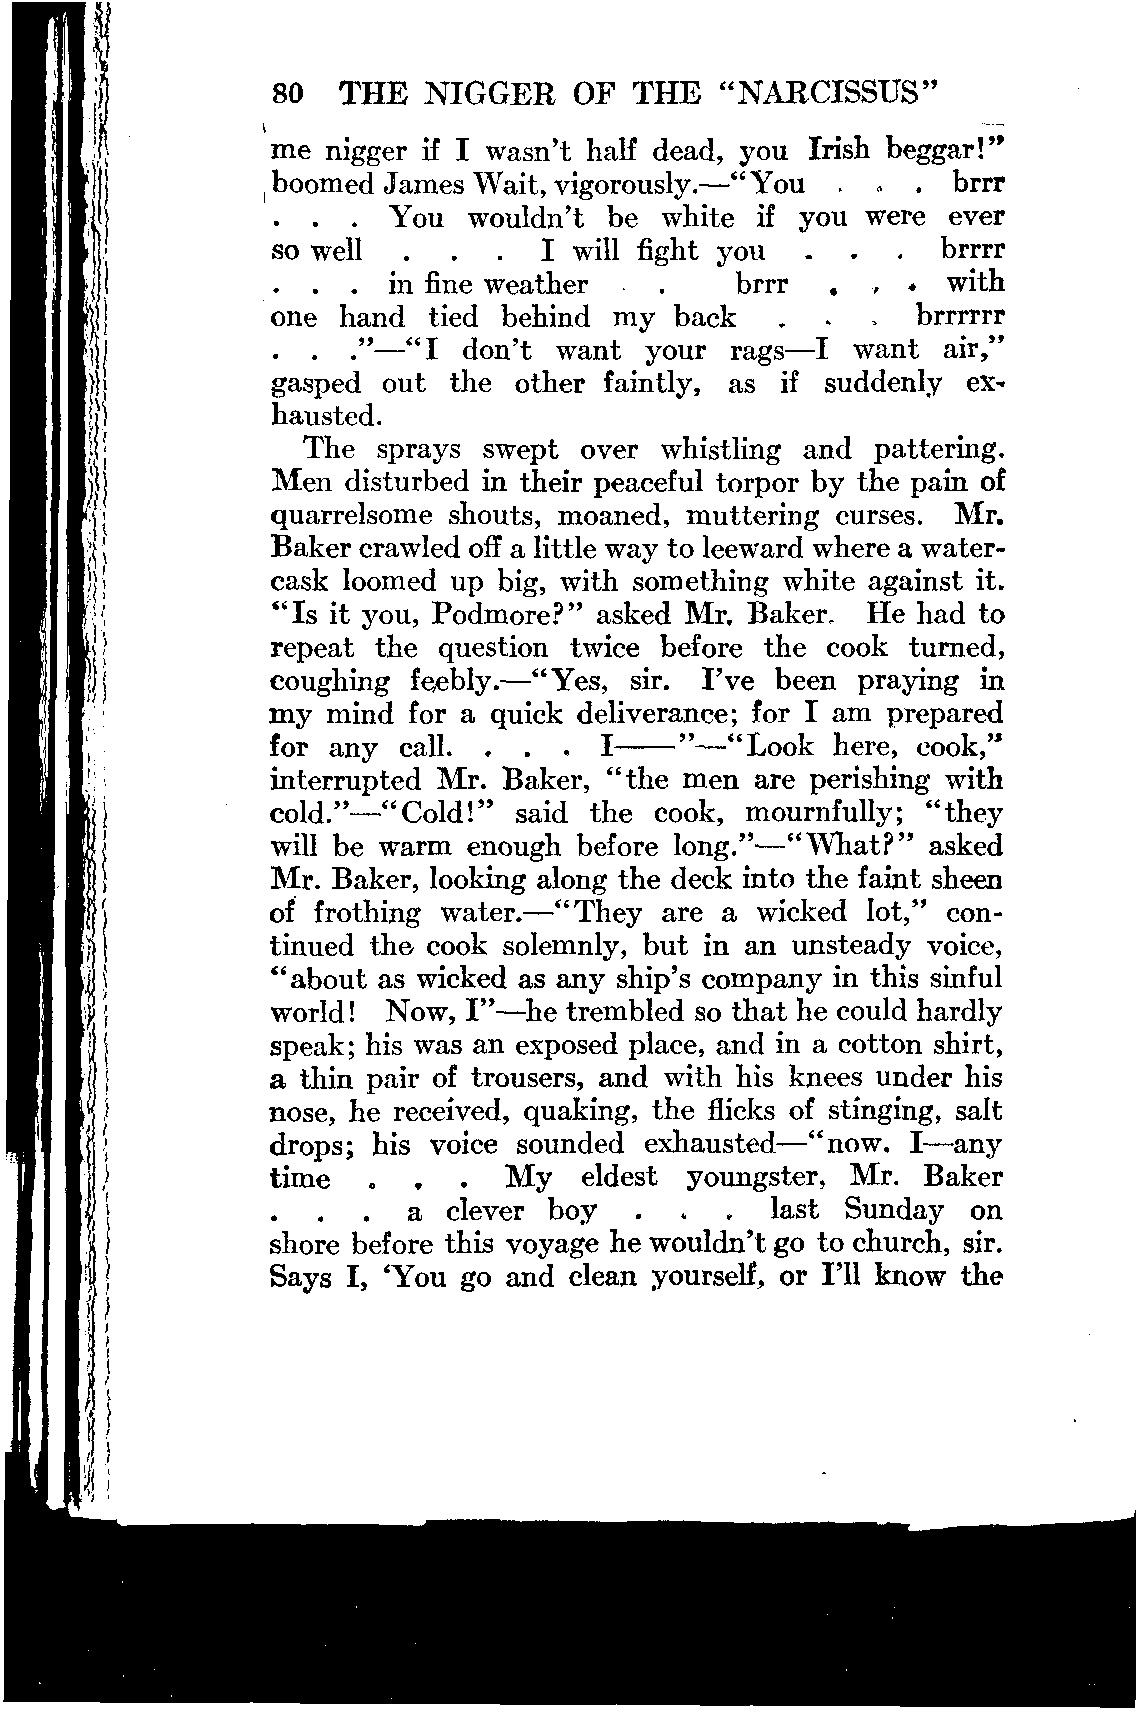 80 THE NIGGER OF THE “NARCISSUS”
me nigger if I wasn’t half dead, you Irish beggar!”
boomed James Wait, vigorously.—“You . . . brrr
. . . You wouldn’t be white if you were ever
so well . . . I will fight you . . . brrrr
. . . in fine weather . . brrr . . . with
one hand tied behind my back . . . brrrrrr
. . .”—“I don’t want your rags—I want air,”
gasped out the other faintly, as if suddenly ex-
hausted.
The sprays swept over whistling and pattering.
Men disturbed in their peaceful torpor by the pain of
quarrelsome shouts, moaned, muttering curses. Mr.
Baker crawled off a little way to leeward where a water-
cask loomed up big, with something white against it.
“Is it you, Podmore?” asked Mr. Baker. He had to
repeat the question twice before the cook turned,
coughing feebly.—“Yes, sir. I’ve been praying in
my mind for a quick deliverance; for I am prepared
for any call. . . . I——”—“Look here, cook,”
interrupted Mr. Baker, “the men are perishing with
cold.”—“Cold!” said the cook, mournfully; “they
will be warm enough before long.”—“What?” asked
Mr. Baker, looking along the deck into the faint sheen
of frothing water.—“They are a wicked lot,” con-
tinued the cook solemnly, but in an unsteady voice,
“about as wicked as any ship’s company in this sinful
world! Now, I”—he trembled so that he could hardly
speak; his was an exposed place, and in a cotton shirt,
a thin pair of trousers, and with his knees under his
nose, he received, quaking, the flicks of stinging, salt
drops; his voice sounded exhausted—“now. I—any
time . . . My eldest youngster, Mr. Baker
. . . a clever boy . . . last Sunday on
shore before this voyage he wouldn’t go to church, sir.
Says I, ‘You go and clean yourself, or I’ll know the